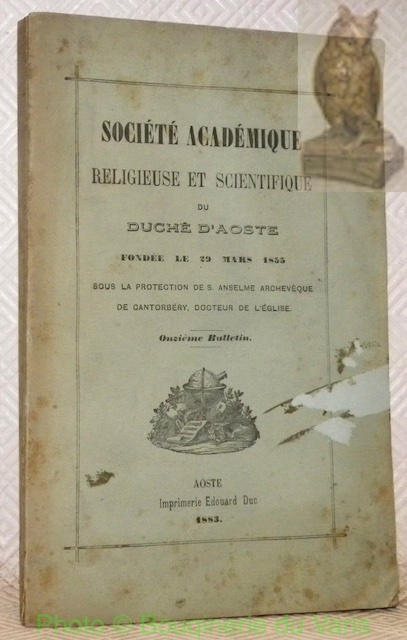 SOCIÉTÉ ACADÉMIQUE
RELIGIEUSE ET SCIENTIFIQUE
DU
DUCHÉ D'AOSTE
FONDÉE LE 29 MARS 1855
SOUS LA PROTECTION DE S. ANSELME ARCHEVÊQUE
DE CANTORBÉRY, DOCTEUR DE L'ÉGLISE.
Onzième Bulletin.
AOSTE
Imprimerie Edouard Duc
1883.
Photo © Bouquinerie du Varis